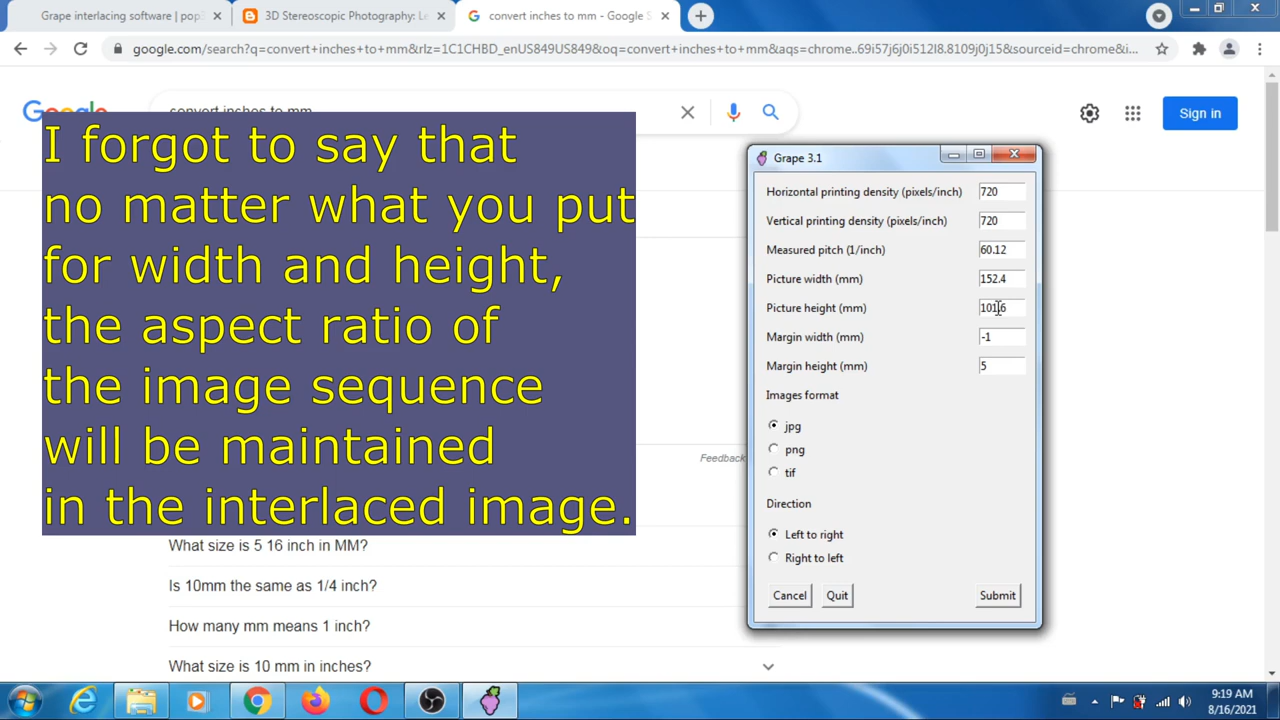 Grape interlacing software | pop3
3D Stereoscopic Photography: Le
convert inches to mm - Google S
google.com/search?q=convert+inches+to+mm&rlz=1C1CHBD_enUS849US849&oq=convert+inches+to+mm&aqs=chrome..69i57j6j0i512l8.8109j0j15&sourceid=chrome&i...
convert inches to mm
Sign in
I forgot to say that
no matter what you put
for width and height,
the aspect ratio of
the image sequence
will be maintained
in the interlaced image.
Feedback
What size is 5 16 inch in MM?
Is 10mm the same as 1/4 inch?
How many mm means 1 inch?
What size is 10 mm in inches?
Grape 3.1
Horizontal printing density (pixels/inch) 720
Vertical printing density (pixels/inch) 720
Measured pitch (1/inch) 60.12
Picture width (mm) 152.4
Picture height (mm) 101.6
Margin width (mm) -1
Margin height (mm) 5
Images format
jpg
png
tif
Direction
Left to right
Right to left
Cancel Quit Submit
9:19 AM
8/16/2021